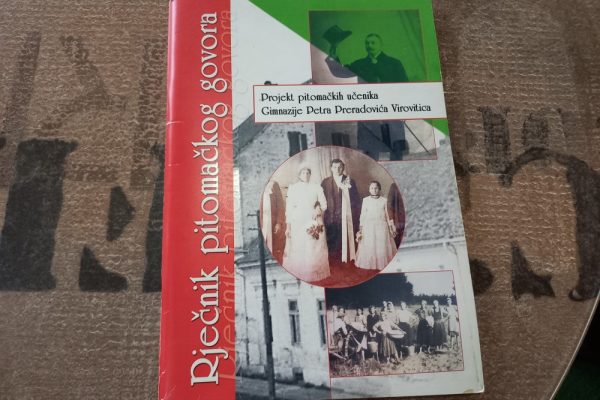 Rječnik pitomačkog govora
Projekt pitomačkih učenika
Gimnazije Petra Preradovića Virovitica